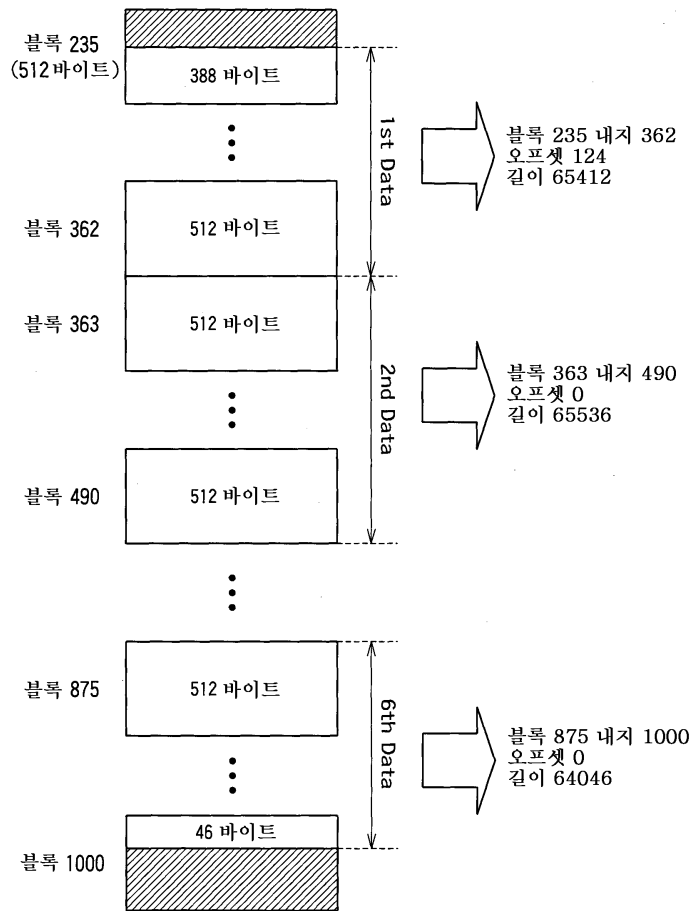 블록 235
(512바이트)
388 바이트
1st Data
블록 235 내지 362
오프셋 124
길이 65412
블록 362
512 바이트
블록 363
512 바이트
2nd Data
블록 363 내지 490
오프셋 0
길이 65536
블록 490
512 바이트
블록 875
512 바이트
6th Data
블록 875 내지 1000
오프셋 0
길이 64046
46 바이트
블록 1000